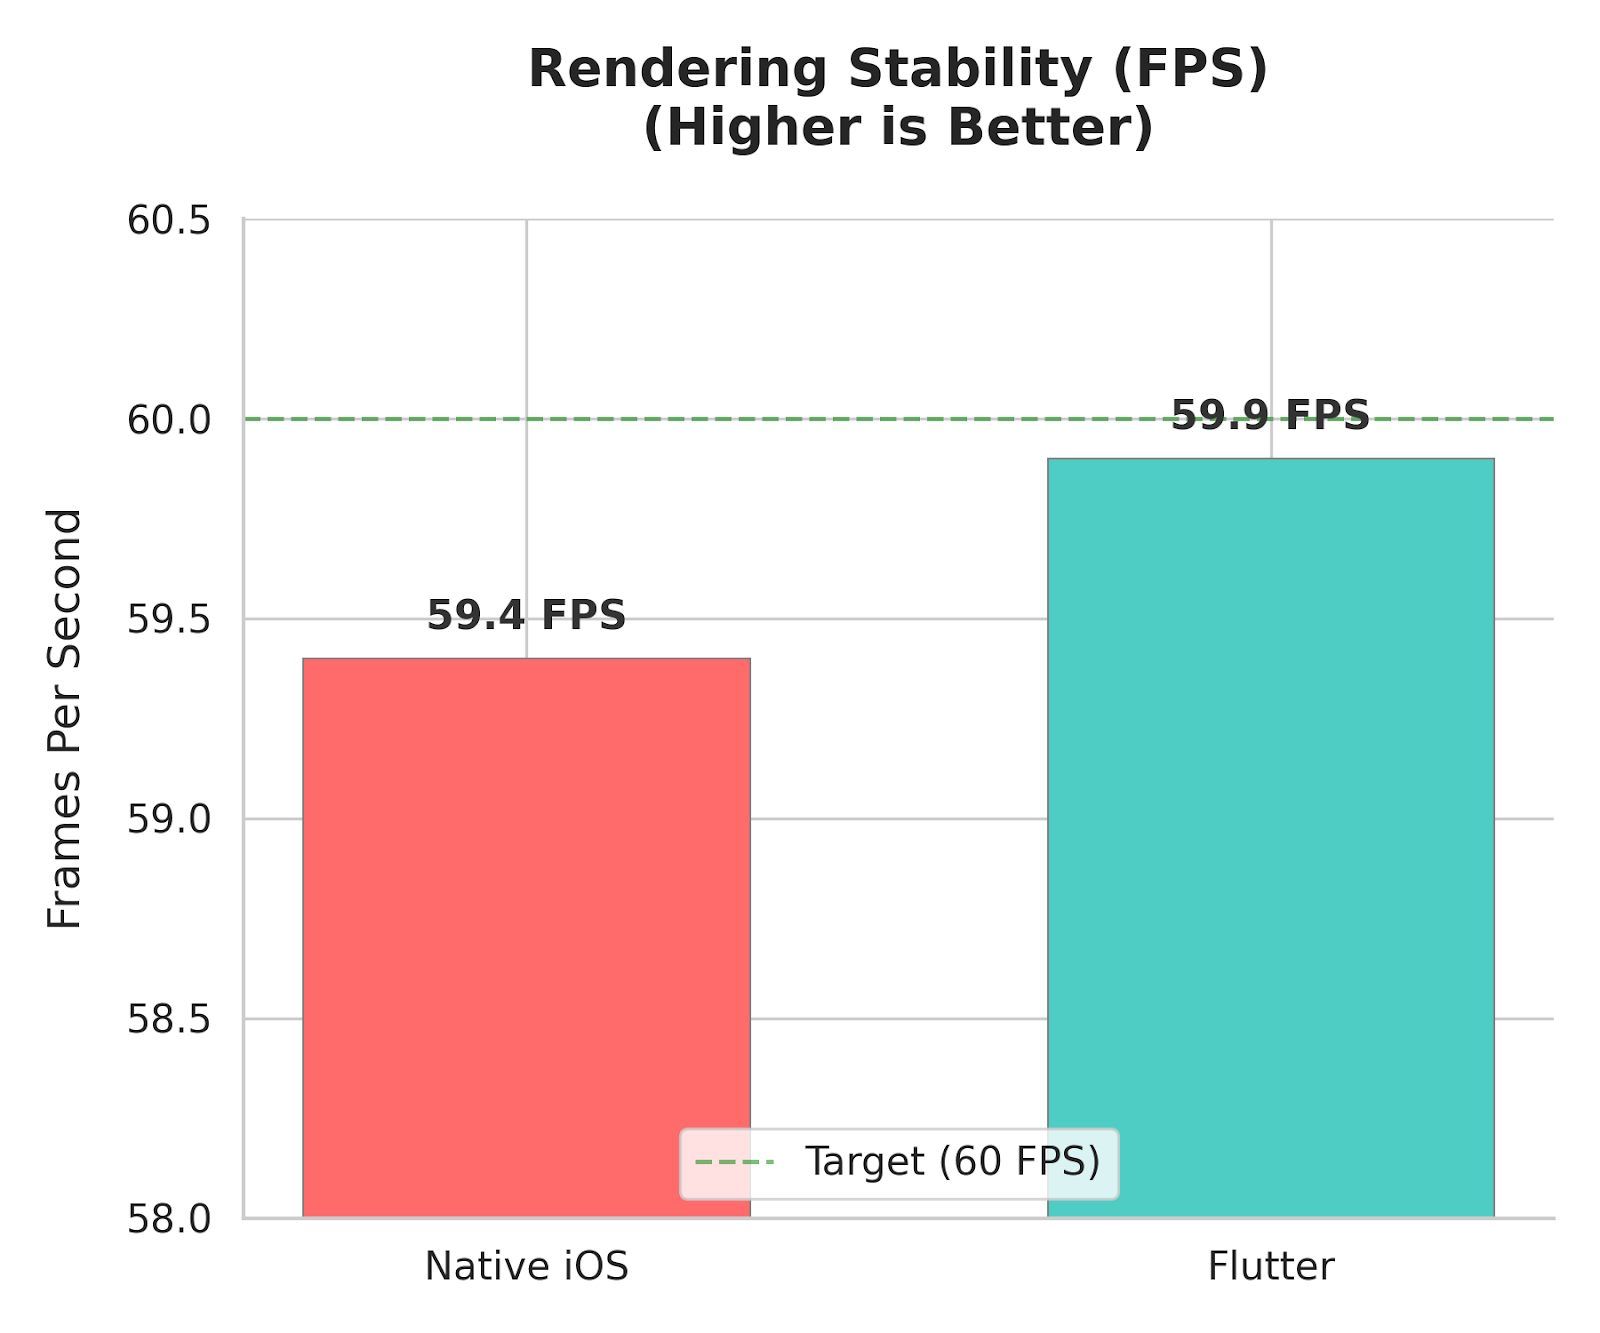 Rendering Stability (FPS)
(Higher is Better)
60.5
60.0
59.5
59.0
58.5
58.0
Frames Per Second
59.4 FPS
59.9 FPS
Target (60 FPS)
Native iOS
Flutter